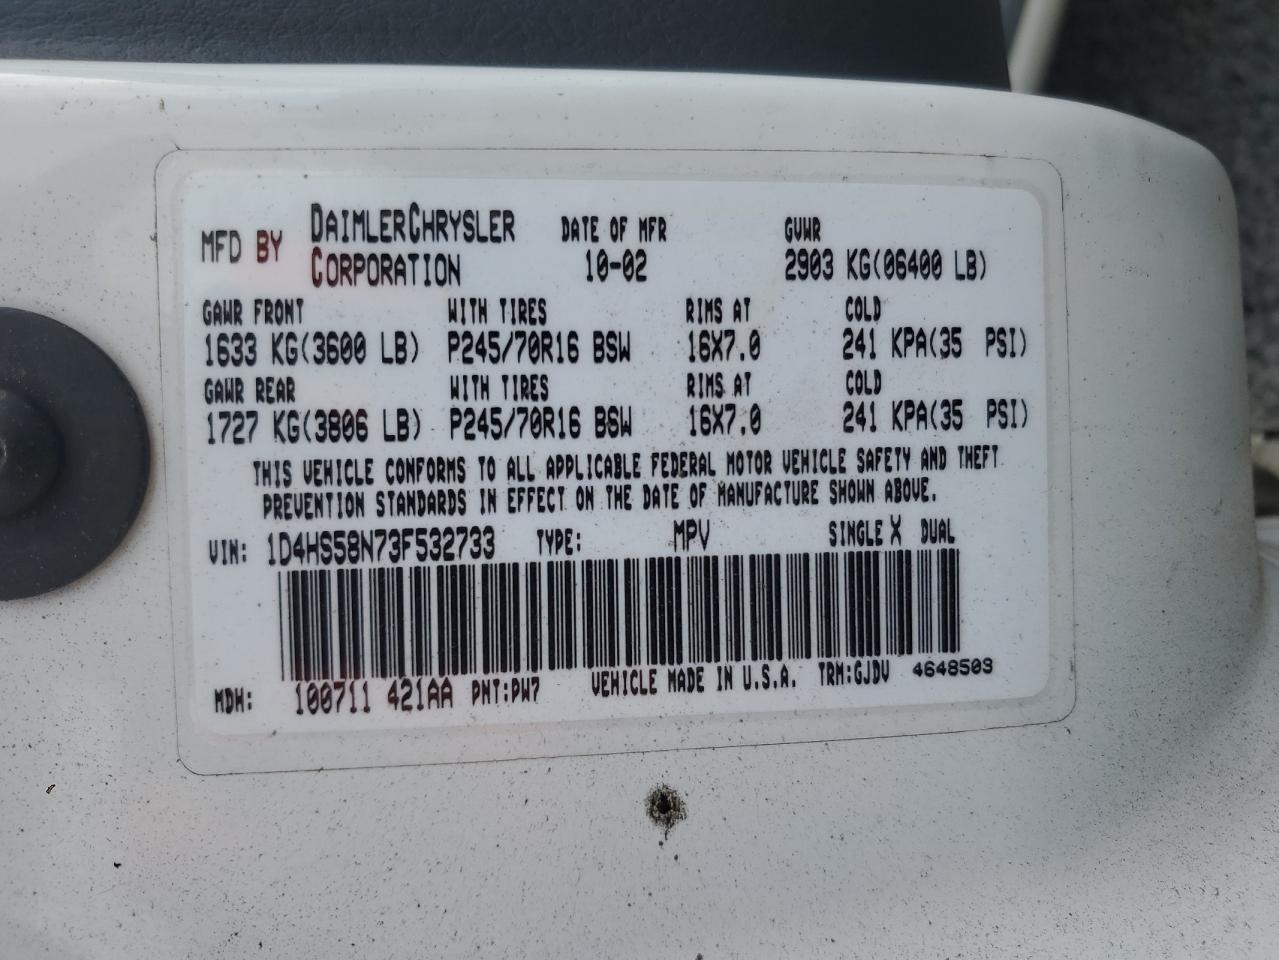 MFD BY DAIMLERCHRYSLER CORPORATION DATE OF MFR 10-02 GVWR 2903 KG(06400 LB)
GAWR FRONT WITH TIRES RIMS AT COLD
1633 KG(3600 LB) P245/70R16 BSW 16X7.0 241 KPA(35 PSI)
GAWR REAR WITH TIRES RIMS AT COLD
1727 KG(3806 LB) P245/70R16 BSW 16X7.0 241 KPA(35 PSI)
THIS VEHICLE CONFORMS TO ALL APPLICABLE FEDERAL MOTOR VEHICLE SAFETY AND THEFT
PREVENTION STANDARDS IN EFFECT ON THE DATE OF MANUFACTURE SHOWN ABOVE.
VIN: 1D4HS58N73F532733 TYPE: MPV SINGLE X DUAL
MDH: 100711 421AA PNT:PW7 VEHICLE MADE IN U.S.A. TRM:GJDV 4648503